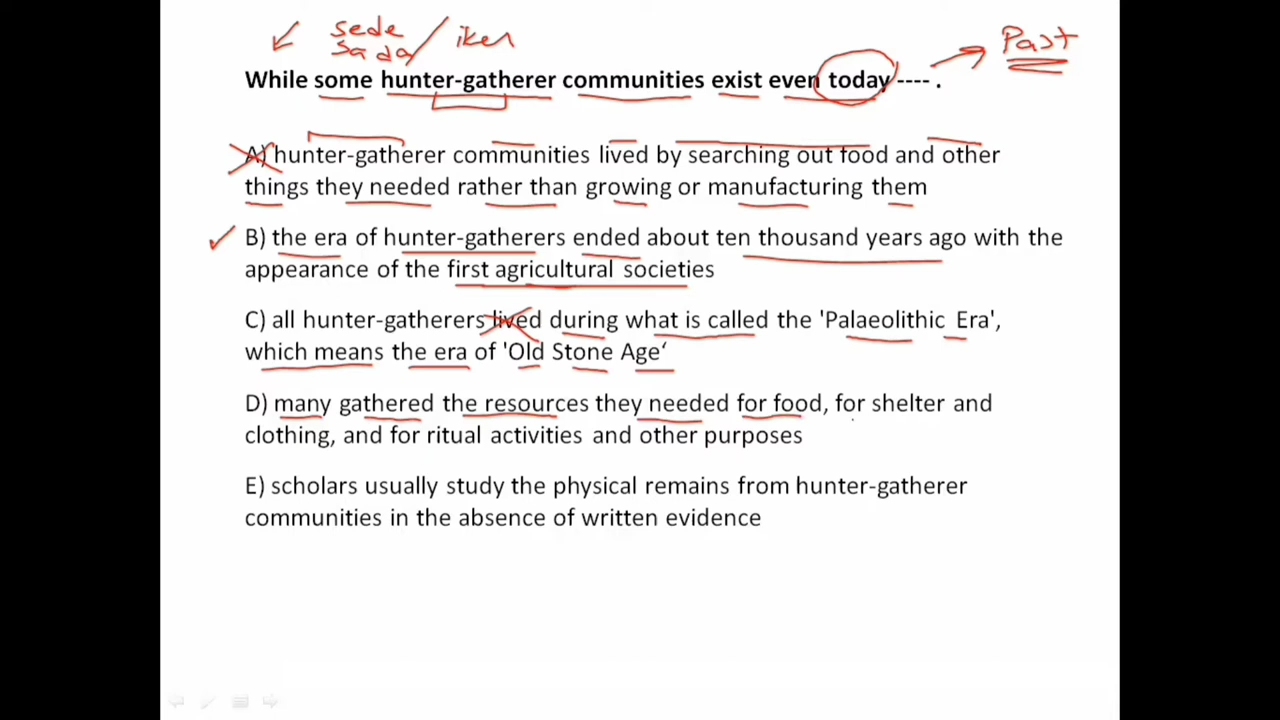 sede / iken
sada
Past
While some hunter-gatherer communities exist even today ---- .
A) hunter-gatherer communities lived by searching out food and other
things they needed rather than growing or manufacturing them
B) the era of hunter-gatherers ended about ten thousand years ago with the
appearance of the first agricultural societies
C) all hunter-gatherers lived during what is called the 'Palaeolithic Era',
which means the era of 'Old Stone Age‘
D) many gathered the resources they needed for food, for shelter and
clothing, and for ritual activities and other purposes
E) scholars usually study the physical remains from hunter-gatherer
communities in the absence of written evidence